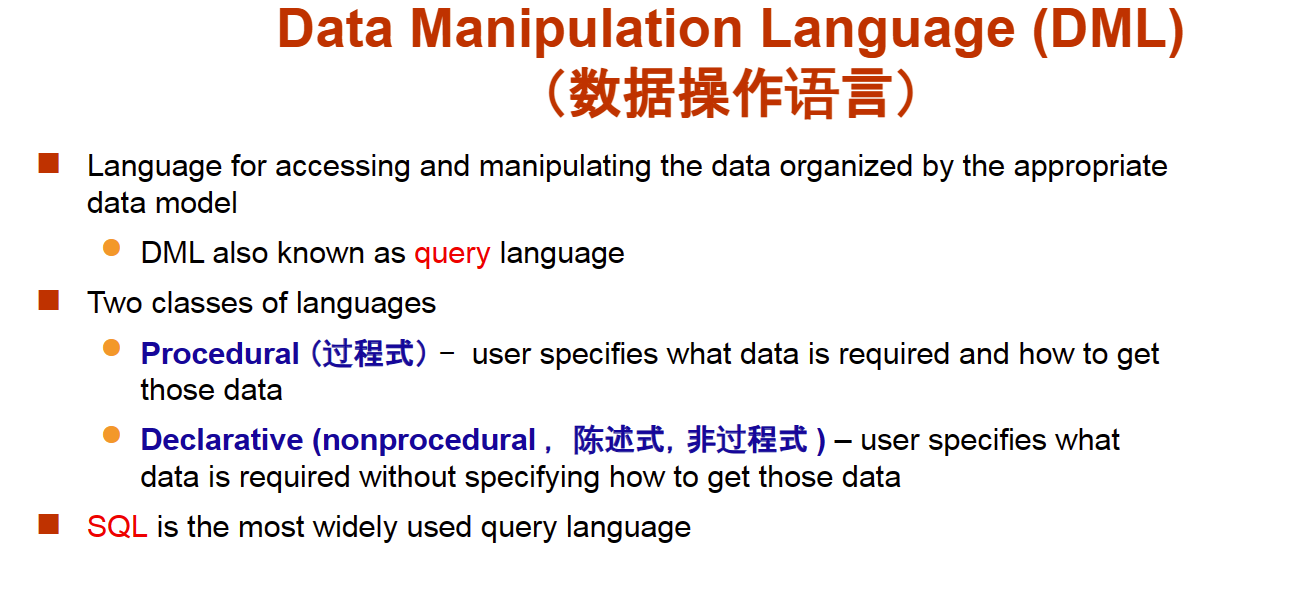 Data Manipulation Language (DML)
（数据操作语言）
Language for accessing and manipulating the data organized by the appropriate
data model
DML also known as query language
Two classes of languages
Procedural（过程式）– user specifies what data is required and how to get
those data
Declarative (nonprocedural， 陈述式, 非过程式 ) – user specifies what
data is required without specifying how to get those data
SQL is the most widely used query language